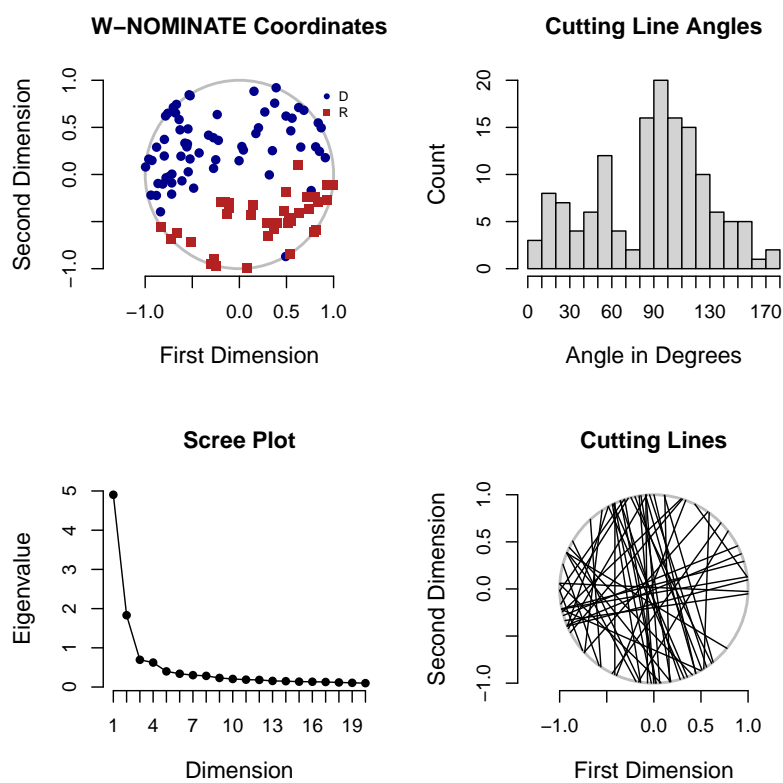 W−NOMINATE Coordinates
Second Dimension
1.0
0.5
0.0
−1.0
D
R
−1.0
0.0
0.5
1.0
First Dimension
Cutting Line Angles
Count
20
15
10
5
0
0
30
60
90
130
170
Angle in Degrees
Scree Plot
Eigenvalue
5
4
3
2
1
0
1
4
7
10
13
16
19
Dimension
Cutting Lines
Second Dimension
1.0
0.5
0.0
−1.0
−1.0
0.0
0.5
1.0
First Dimension